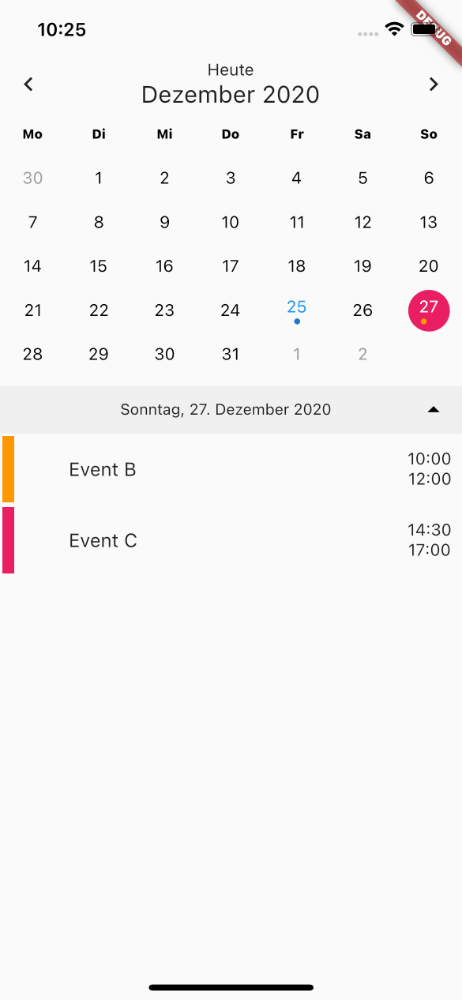 10:25
DEBUG
Heute
Dezember 2020
Mo Di Mi Do Fr Sa So
30 1 2 3 4 5 6
7 8 9 10 11 12 13
14 15 16 17 18 19 20
21 22 23 24 25 26 27
28 29 30 31 1 2
Sonntag, 27. Dezember 2020
Event B
10:00
12:00
Event C
14:30
17:00